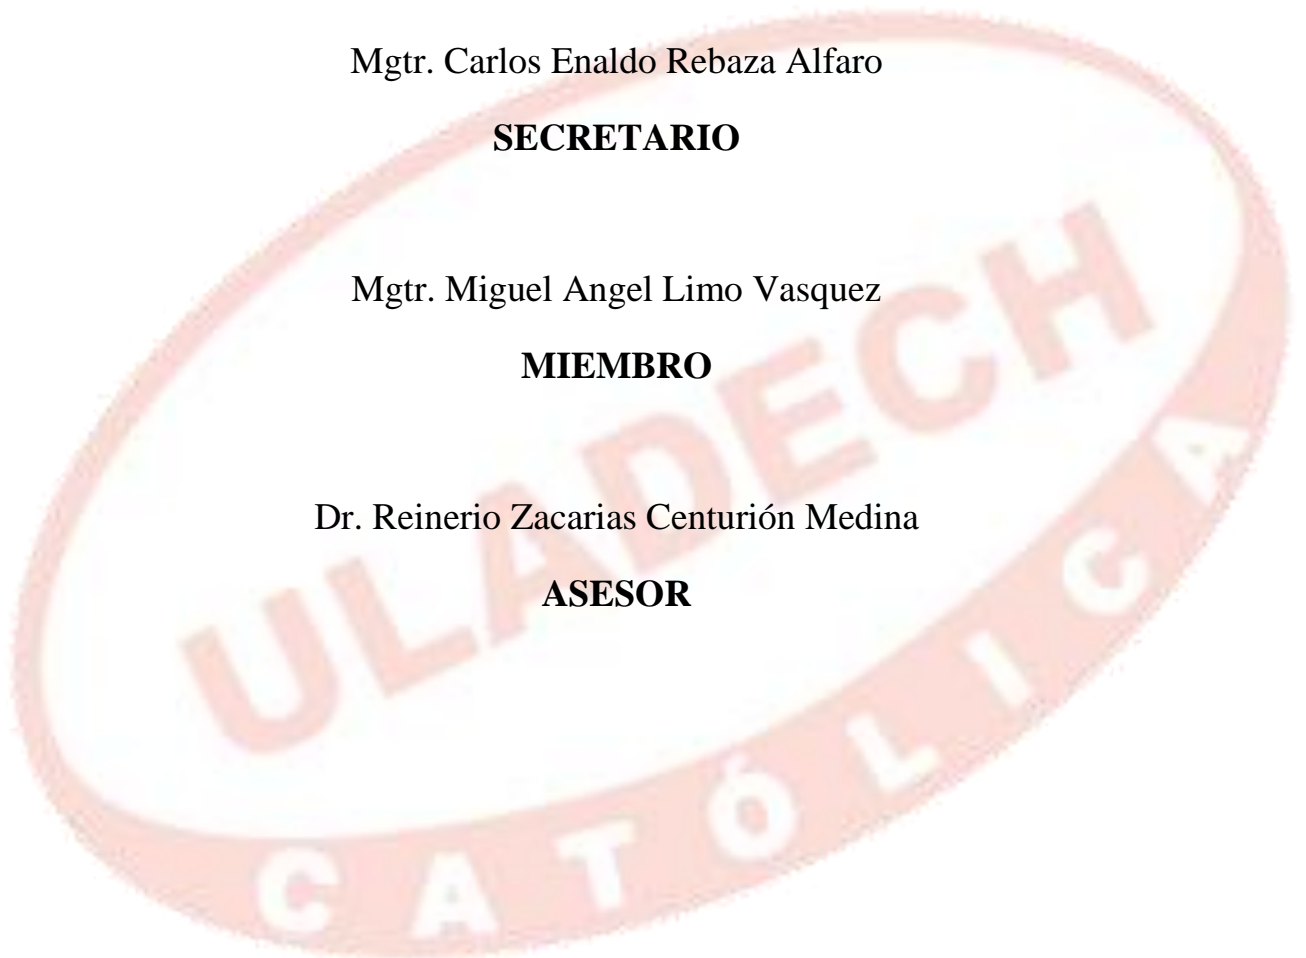 Mgtr. Carlos Enaldo Rebaza Alfaro
SECRETARIO
Mgtr. Miguel Angel Limo Vasquez
MIEMBRO
Dr. Reinerio Zacarias Centurión Medina
ASESOR
ULADECH
CATÓLICA